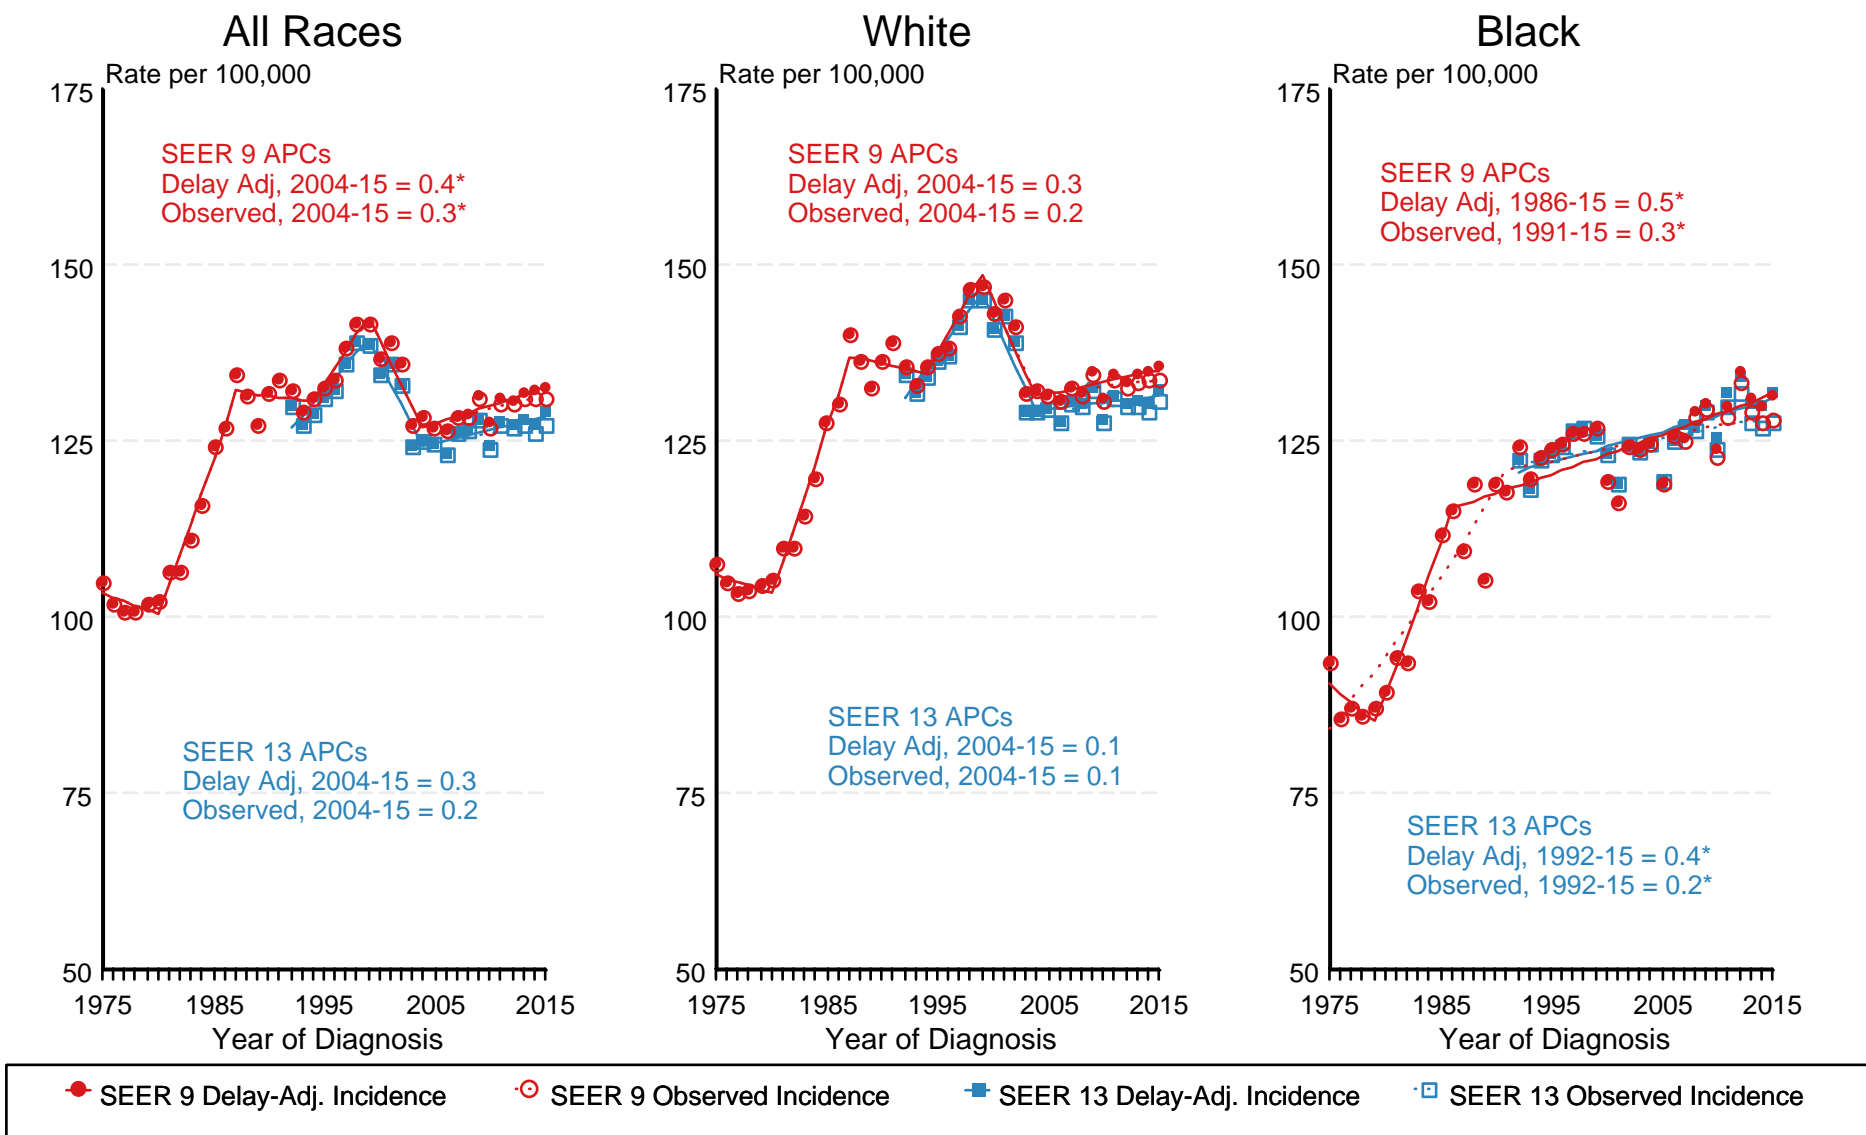 All Races
Rate per 100,000
175
150
125
100
75
50
SEER 9 APCs
Delay Adj, 2004-15 = 0.4*
Observed, 2004-15 = 0.3*
SEER 13 APCs
Delay Adj, 2004-15 = 0.3
Observed, 2004-15 = 0.2
1975 1985 1995 2005 2015
Year of Diagnosis
White
Rate per 100,000
175
150
125
100
75
50
SEER 9 APCs
Delay Adj, 2004-15 = 0.3
Observed, 2004-15 = 0.2
SEER 13 APCs
Delay Adj, 2004-15 = 0.1
Observed, 2004-15 = 0.1
1975 1985 1995 2005 2015
Year of Diagnosis
Black
Rate per 100,000
175
150
125
100
75
50
SEER 9 APCs
Delay Adj, 1986-15 = 0.5*
Observed, 1991-15 = 0.3*
SEER 13 APCs
Delay Adj, 1992-15 = 0.4*
Observed, 1992-15 = 0.2*
1975 1985 1995 2005 2015
Year of Diagnosis
SEER 9 Delay-Adj. Incidence SEER 9 Observed Incidence SEER 13 Delay-Adj. Incidence SEER 13 Observed Incidence